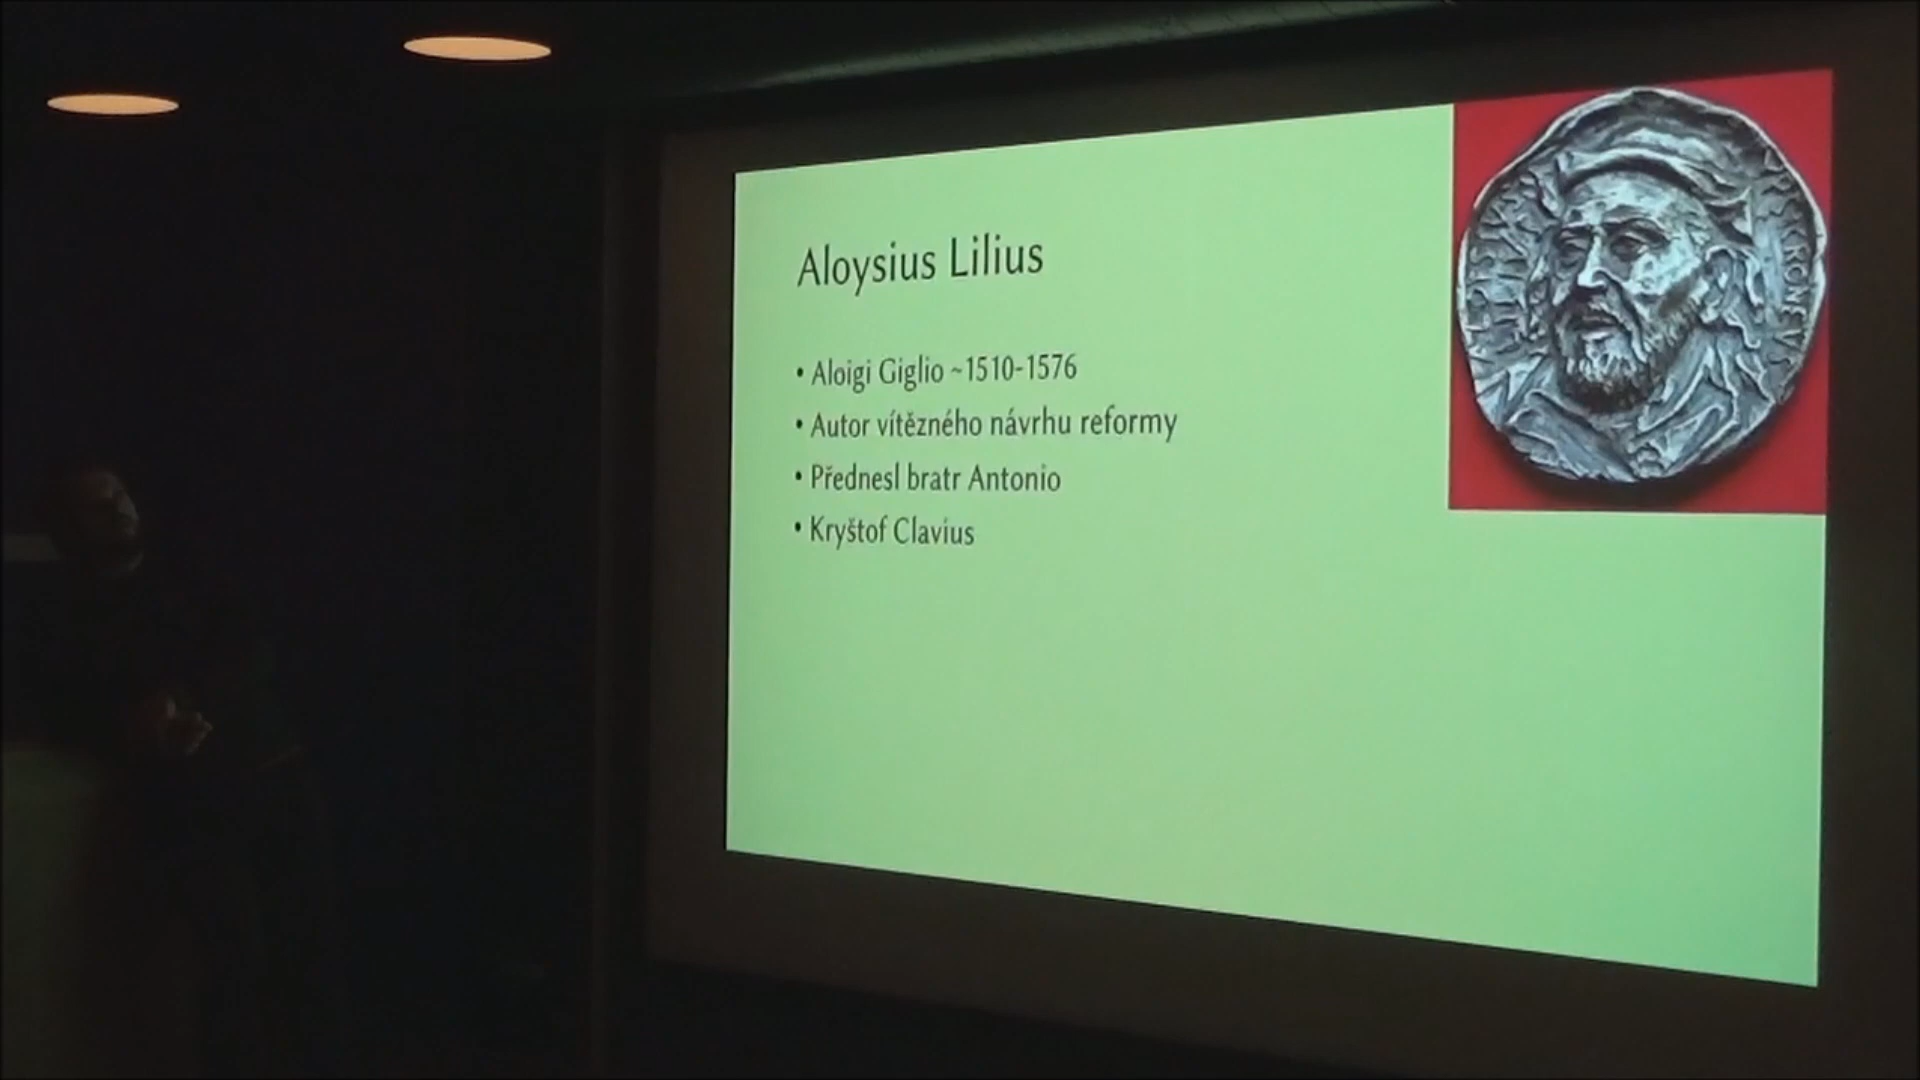 Aloysius Lilius
• Aloigi Giglio ~1510-1576
• Autor vítězného návrhu reformy
• Přednesl bratr Antonio
• Kryštof Clavius